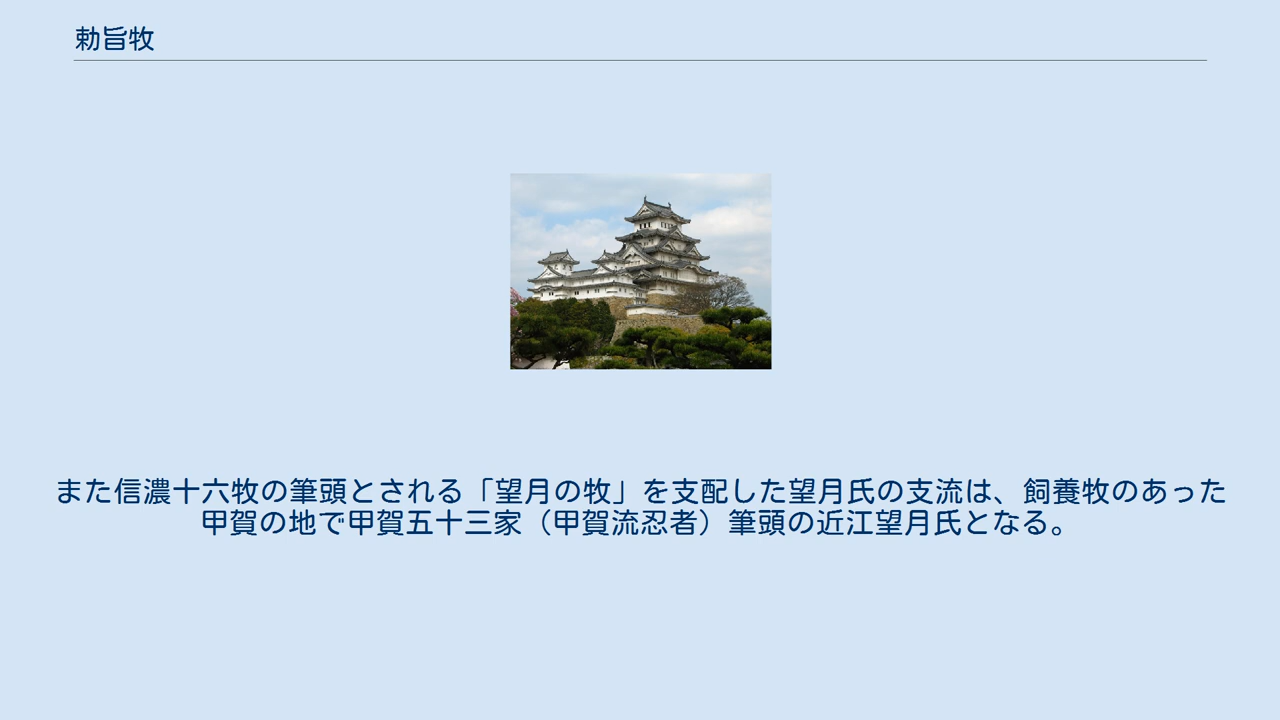 勅旨牧
また信濃十六牧の筆頭とされる「望月の牧」を支配した望月氏の支流は、飼養牧のあった
甲賀の地で甲賀五十三家（甲賀流忍者）筆頭の近江望月氏となる。